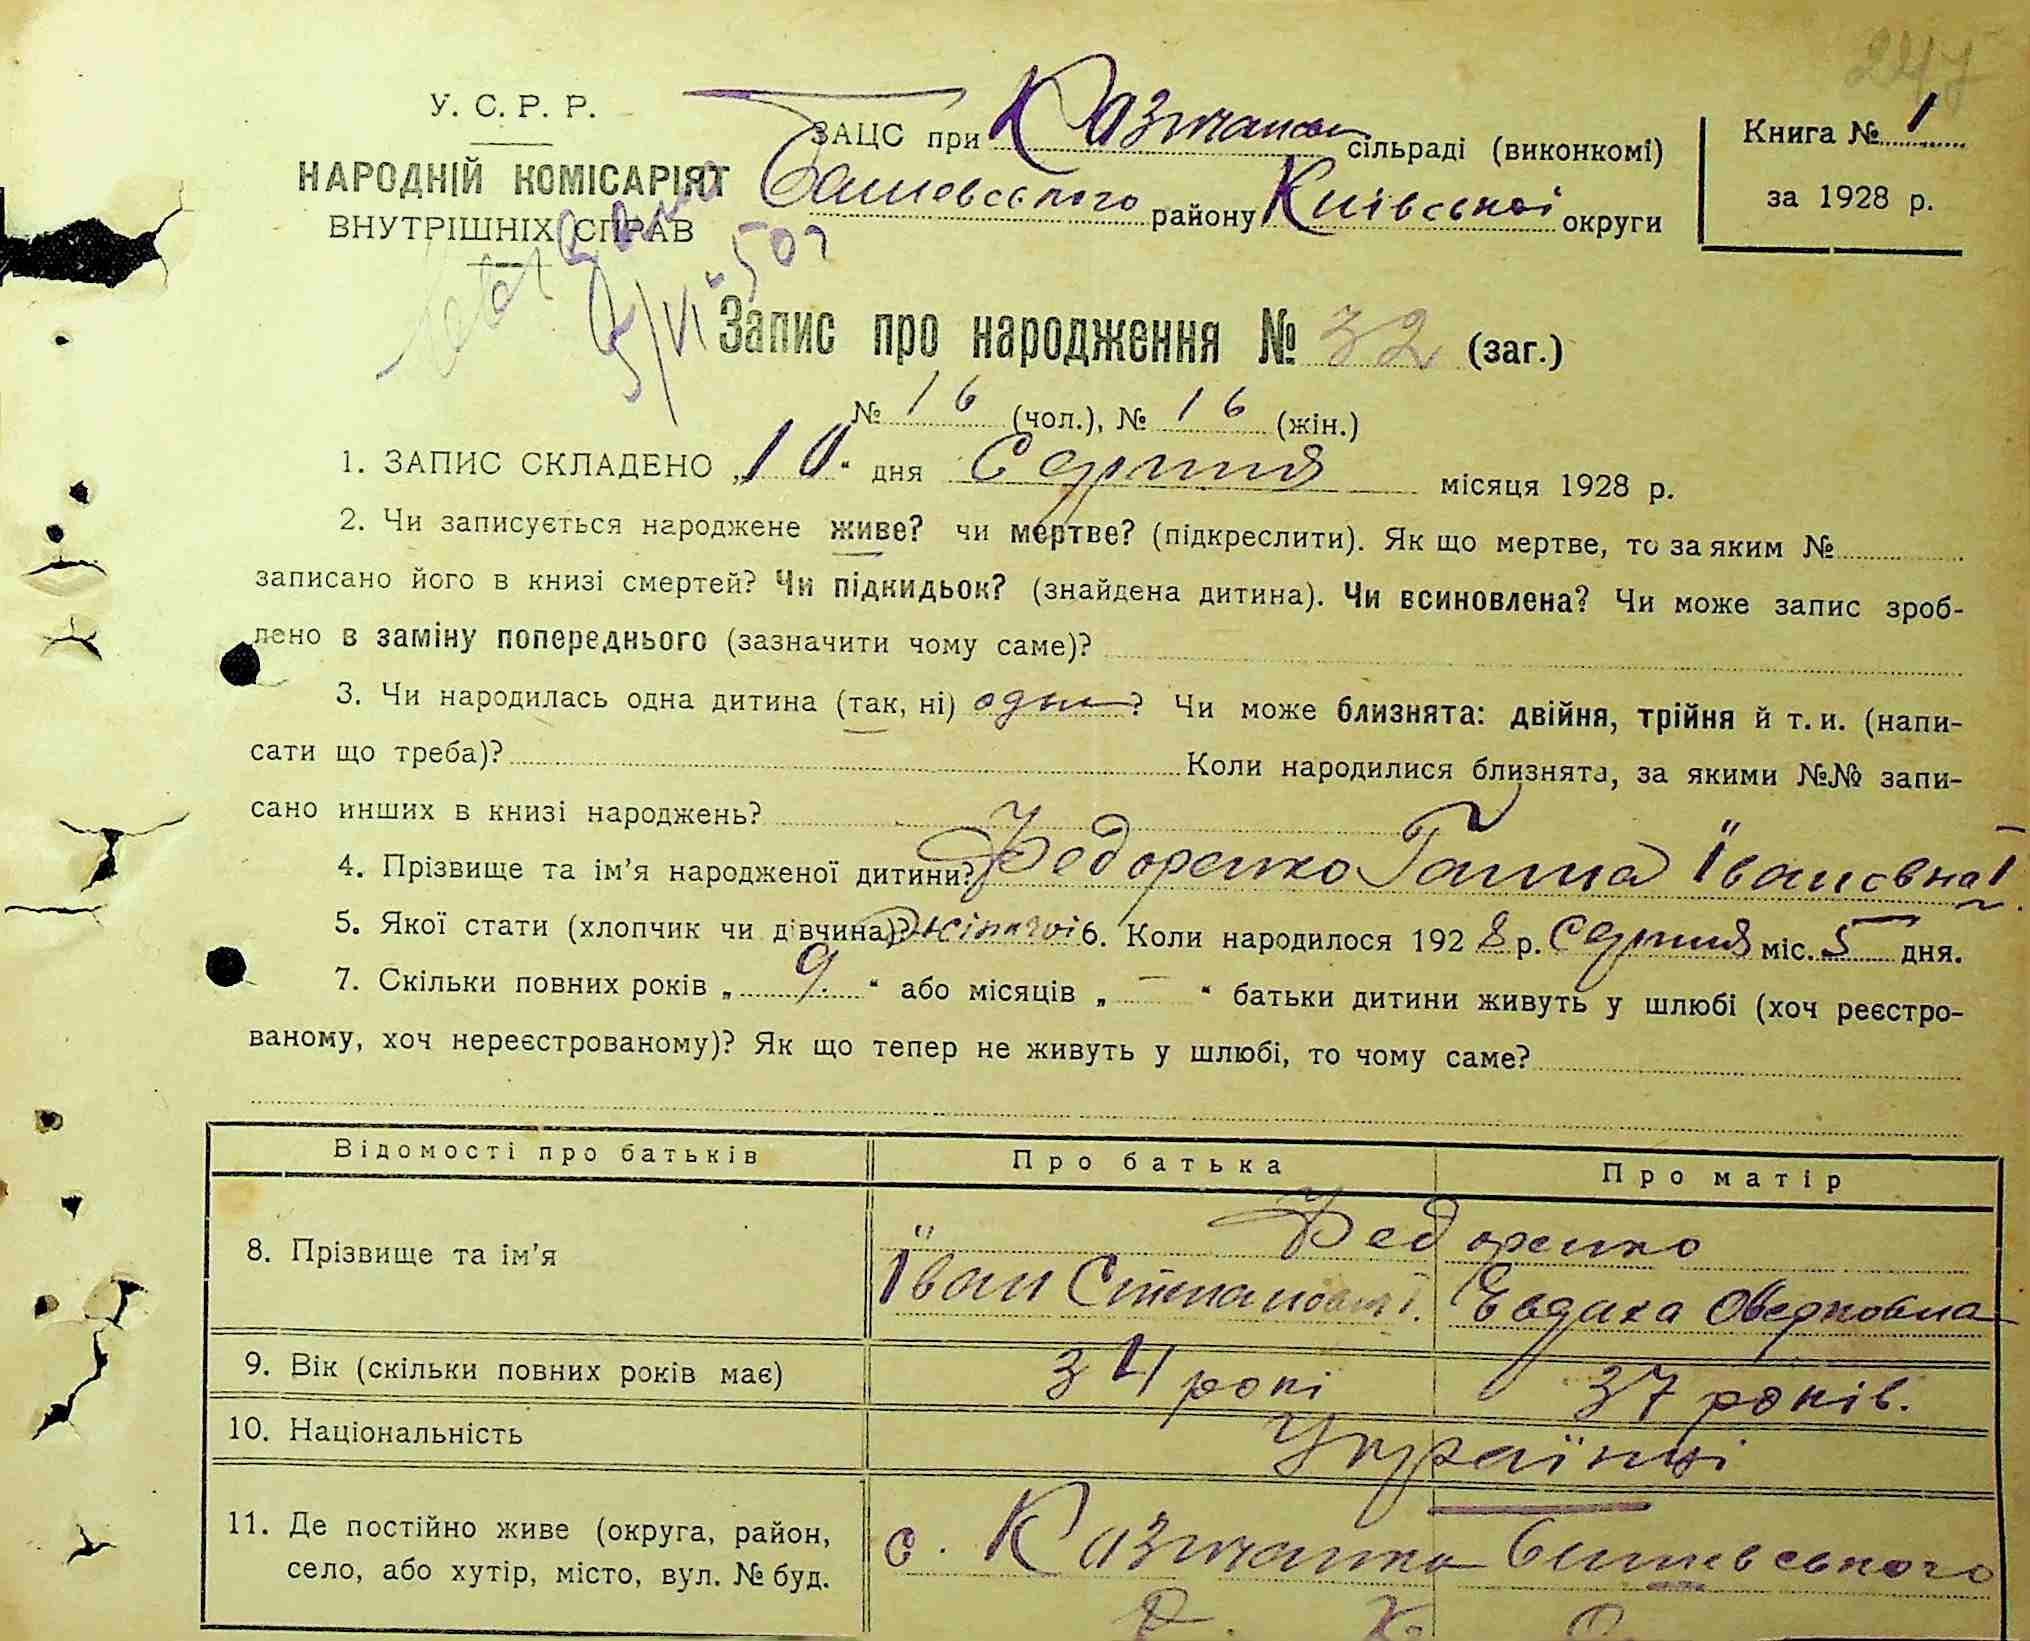 247
У. С. Р. Р.
НАРОДНІЙ КОМІСАРІЯТ
ВНУТРІШНІХ СПРАВ
ЗАЦС при сільраді (виконкомі)
району Київської округи
Книга № 1
за 1928 р.
Запис про народження № 32 (заг.)
№ 16 (чол.), № 16 (жін.)
1. ЗАПИС СКЛАДЕНО „10“ дня Серпня місяця 1928 р.
2. Чи записується народжене живе? чи мертве? (підкреслити). Як що мертве, то за яким №
записано його в книзі смертей? Чи підкидьок? (знайдена дитина). Чи всиновлена? Чи може запис зроб-
лено в заміну попереднього (зазначити чому саме)?
3. Чи народилась одна дитина (так, ні) одна? Чи може близнята: двійня, трійня й т. и. (напи-
сати що треба)? Коли народилися близнята, за якими №№ запи-
сано инших в книзі народжень?
4. Прізвище та ім'я народженої дитини? Федоренко Ганна Івановна
5. Якої стати (хлопчик чи дівчина)? жіночої 6. Коли народилося 1928 р. Серпня міс. 5 дня.
7. Скільки повних років „ 9. “ або місяців „ — “ батьки дитини живуть у шлюбі (хоч реєстро-
ваному, хоч нереєстрованому)? Як що тепер не живуть у шлюбі, то чому саме?
Відомості про батьків Про батька Про матір
8. Прізвище та ім'я Федоренко
Іван Степанович. Евдоха
9. Вік (скільки повних років має) 34 рокі 37 років.
10. Національність Українці
11. Де постійно живе (округа, район,
село, або хутір, місто, вул. № буд.
с.